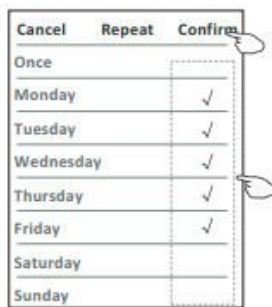 Cancel Repeat Confirm
Once
Monday √
Tuesday √
Wednesday √
Thursday √
Friday √
Saturday
Sunday